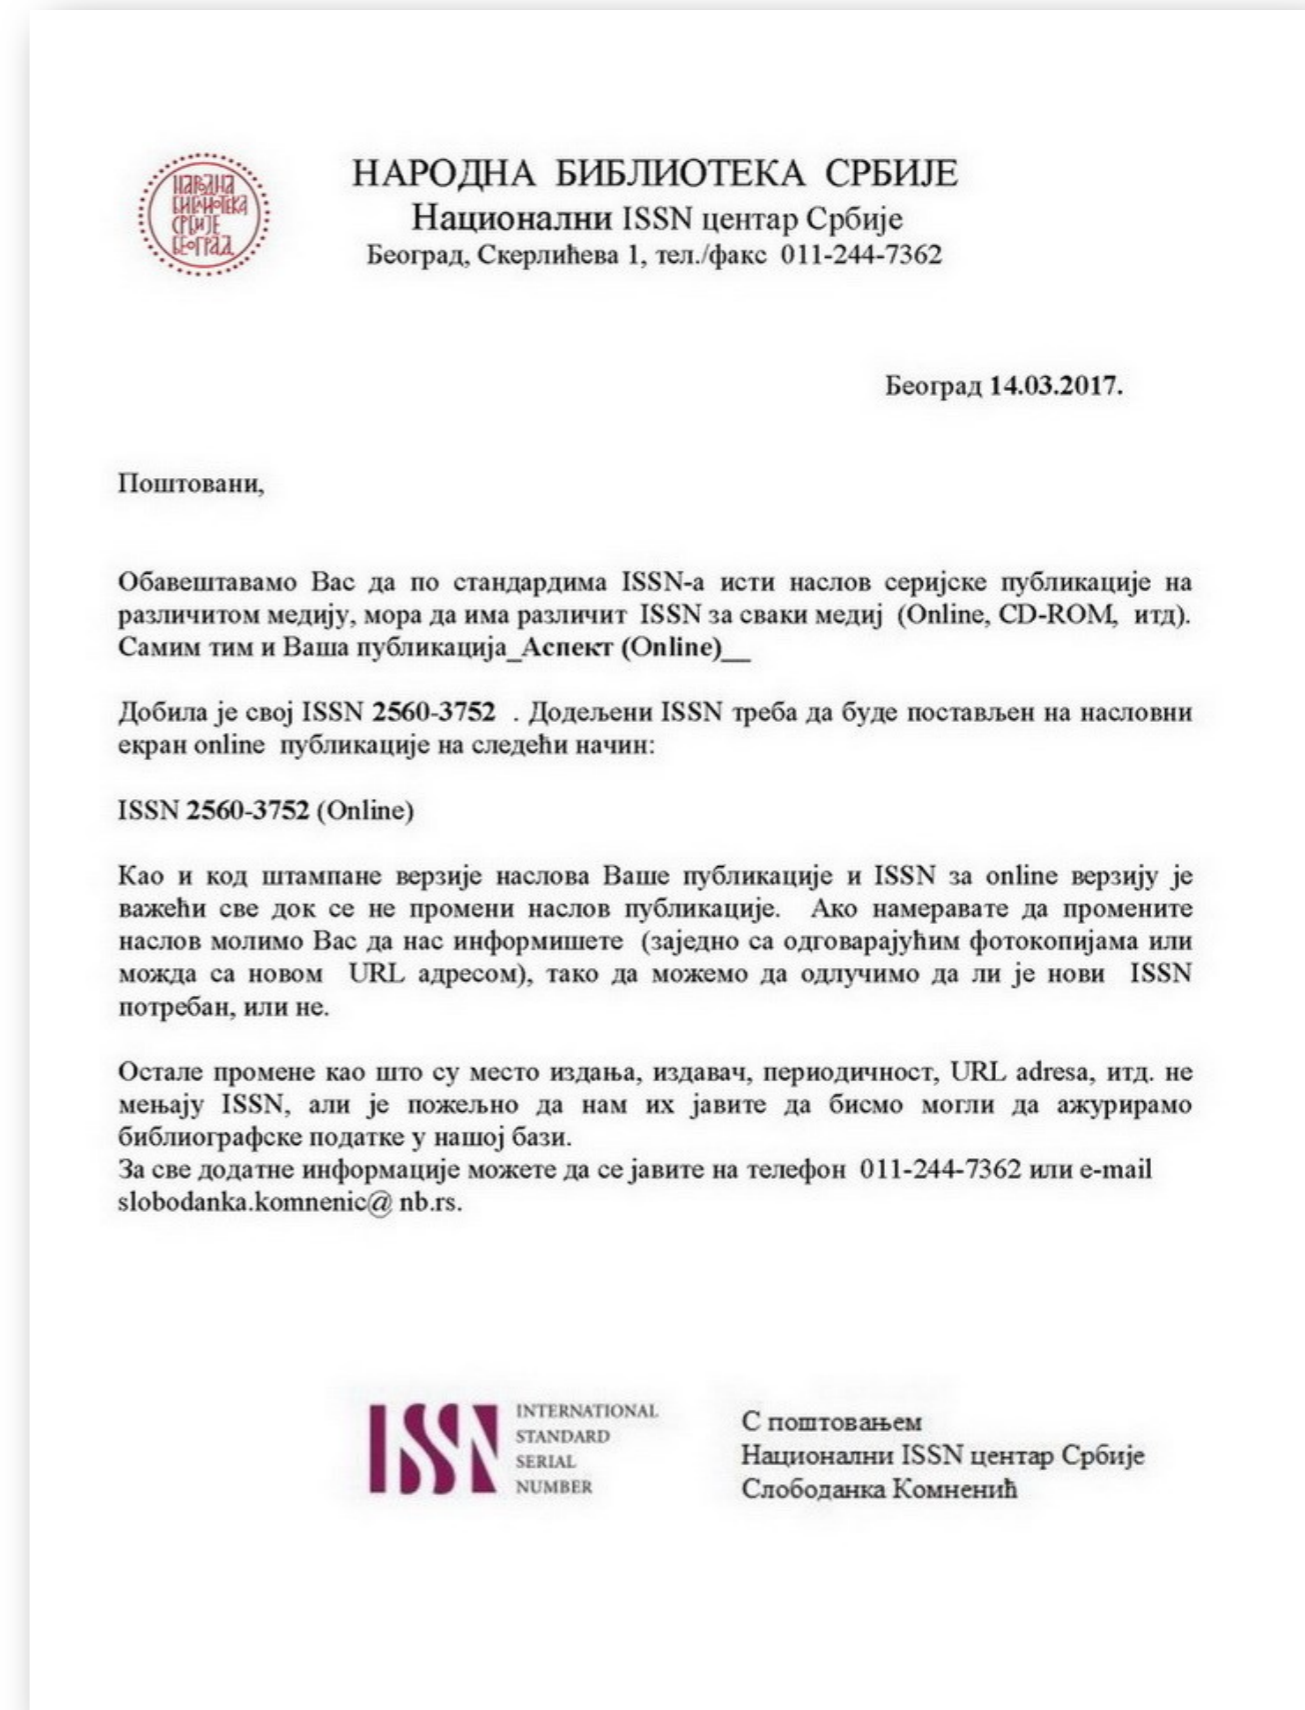 НАРОДНА
БИБЛИОТЕКА
СРБИЈЕ
БЕОГРАД
НАРОДНА БИБЛИОТЕКА СРБИЈЕ
Национални ISSN центар Србије
Београд, Скерлићева 1, тел./факс 011-244-7362
Београд 14.03.2017.
Поштовани,
Обавештавамо Вас да по стандардима ISSN-а исти наслов серијске публикације на
различитом медију, мора да има различит ISSN за сваки медиј (Online, CD-ROM, итд).
Самим тим и Ваша публикација_Аспект (Online)__
Добила је свој ISSN 2560-3752 . Додељени ISSN треба да буде постављен на насловни
екран online публикације на следећи начин:
ISSN 2560-3752 (Online)
Као и код штампане верзије наслова Ваше публикације и ISSN за online верзију је
важећи све док се не промени наслов публикације. Ако намеравате да промените
наслов молимо Вас да нас информишете (заједно са одговарајућим фотокопијама или
можда са новом URL адресом), тако да можемо да одлучимо да ли је нови ISSN
потребан, или не.
Остале промене као што су место издања, издавач, периодичност, URL adresa, итд. не
мењају ISSN, али је пожељно да нам их јавите да бисмо могли да ажурирамо
библиографске податке у нашој бази.
За све додатне информације можете да се јавите на телефон 011-244-7362 или e-mail
slobodanka.komnenic@ nb.rs.
ISSN
INTERNATIONAL
STANDARD
SERIAL
NUMBER
С поштовањем
Национални ISSN центар Србије
Слободанка Комненић